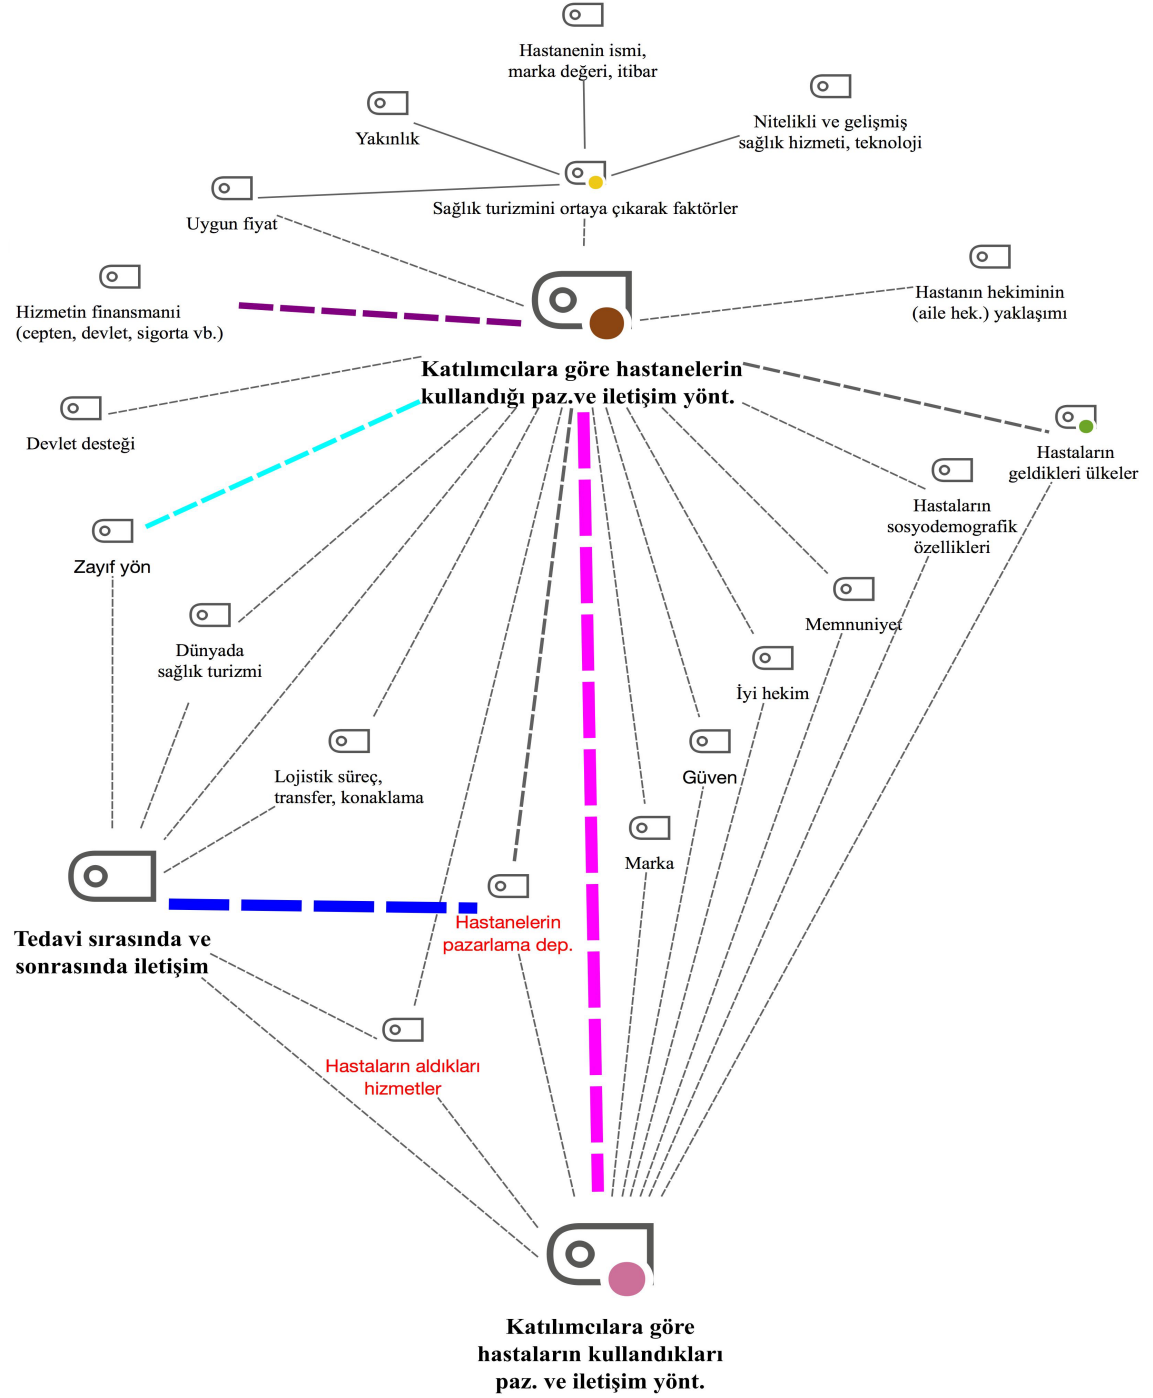 Hastanenin ismi,
marka değeri, itibar
Nitelikli ve gelişmiş
sağlık hizmeti, teknoloji
Yakınlık
Sağlık turizmini ortaya çıkarak faktörler
Uygun fiyat
Hizmetin finansmanıi
(cepten, devlet, sigorta vb.)
Hastanın hekiminin
(aile hek.) yaklaşımı
Katılımcılara göre hastanelerin
kullandığı paz.ve iletişim yönt.
Devlet desteği
Hastaların
geldikleri ülkeler
Hastaların
sosyodemografik
özellikleri
Zayıf yön
Memnuniyet
Dünyada
sağlık turizmi
İyi hekim
Lojistik süreç,
transfer, konaklama
Güven
Marka
Hastanelerin
pazarlama dep.
Tedavi sırasında ve
sonrasında iletişim
Hastaların aldıkları
hizmetler
Katılımcılara göre
hastaların kullandıkları
paz. ve iletişim yönt.